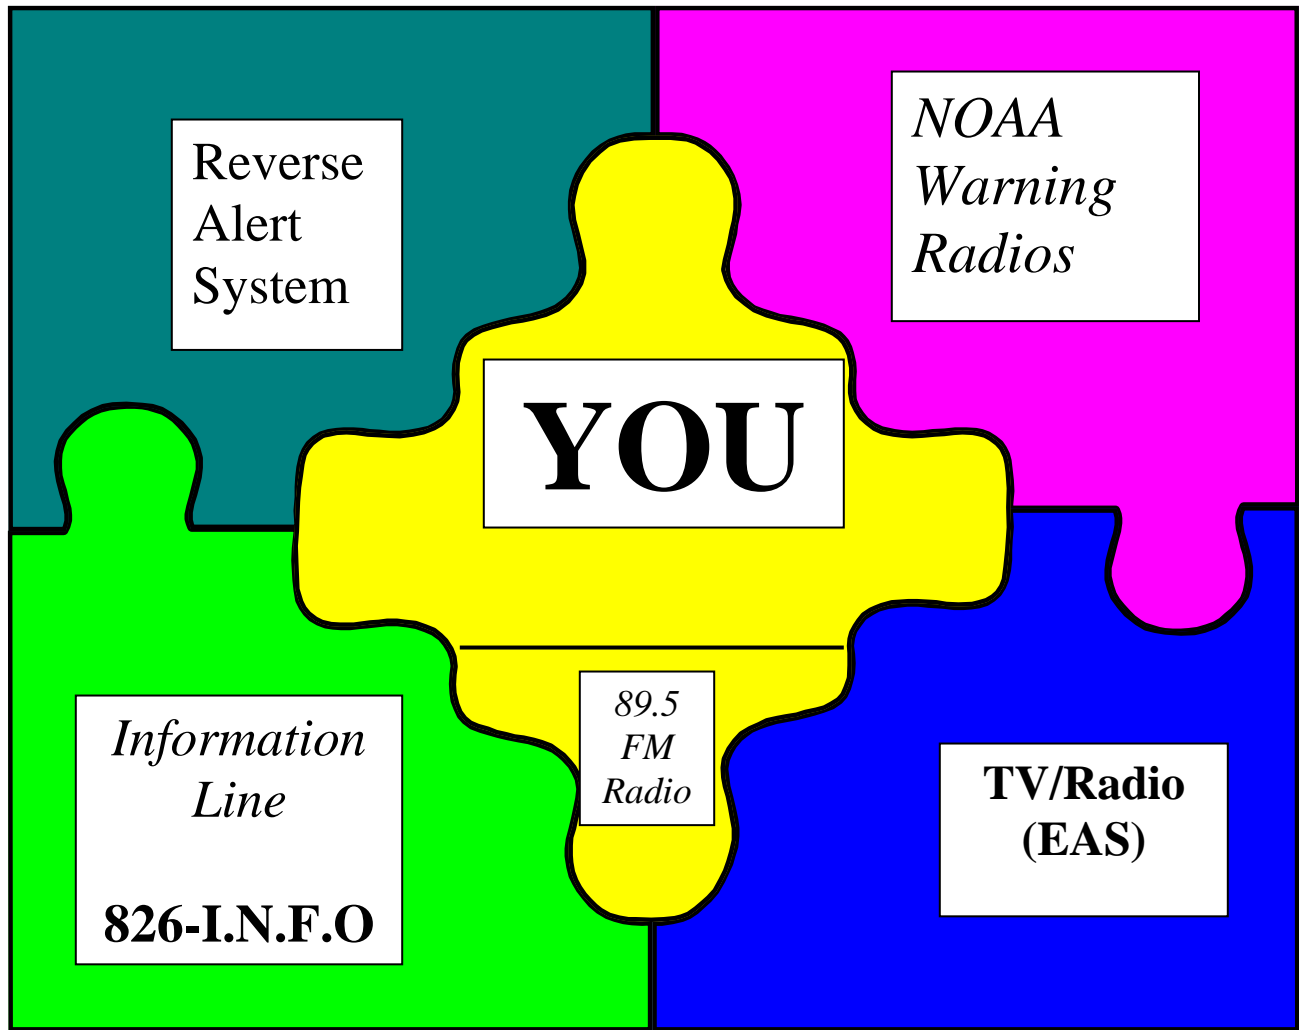 Reverse
Alert
System
NOAA
Warning
Radios
YOU
89.5
FM
Radio
Information
Line
826-I.N.F.O
TV/Radio
(EAS)